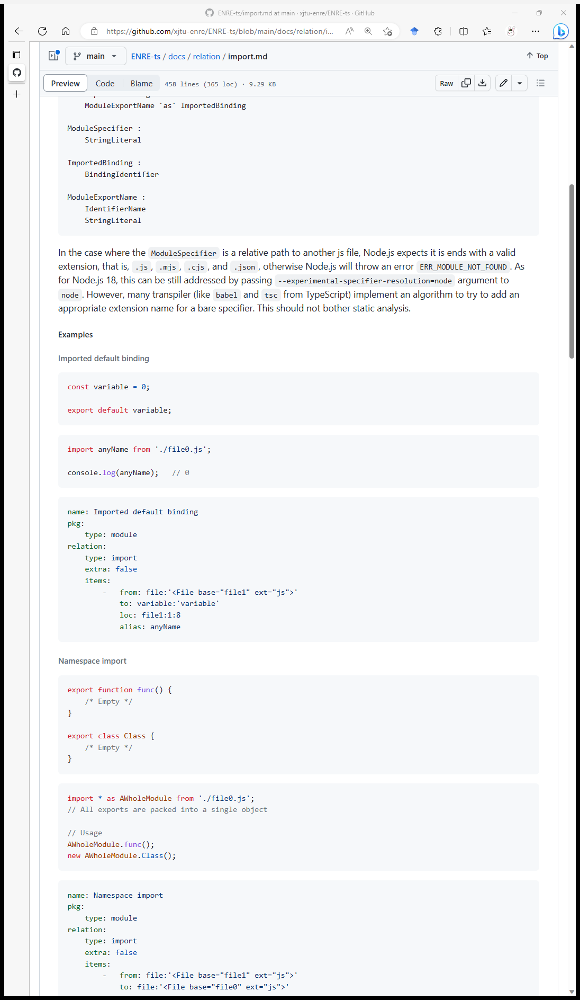 ENRE-ts/import.md at main · xjtu-enre/ENRE-ts · GitHub
https://github.com/xjtu-enre/ENRE-ts/blob/main/docs/relation/i...
main
ENRE-ts / docs / relation / import.md
Top
Preview Code Blame 458 lines (365 loc) · 9.29 KB Raw
ModuleExportName `as` ImportedBinding
ModuleSpecifier :
StringLiteral
ImportedBinding :
BindingIdentifier
ModuleExportName :
IdentifierName
StringLiteral
In the case where the ModuleSpecifier is a relative path to another js file, Node.js expects it is ends with a valid
extension, that is, .js, .mjs, .cjs, and .json, otherwise Node.js will throw an error ERR_MODULE_NOT_FOUND. As
for Node.js 18, this can be still addressed by passing --experimental-specifier-resolution=node argument to
node. However, many transpiler (like babel and tsc from TypeScript) implement an algorithm to try to add an
appropriate extension name for a bare specifier. This should not bother static analysis.
Examples
Imported default binding
const variable = 0;
export default variable;
import anyName from './file0.js';
console.log(anyName);   // 0
name: Imported default binding
pkg:
type: module
relation:
type: import
extra: false
items:
-   from: file:'<File base="file1" ext="js">'
to: variable:'variable'
loc: file1:1:8
alias: anyName
Namespace import
export function func() {
/* Empty */
}
export class Class {
/* Empty */
}
import * as AWholeModule from './file0.js';
// All exports are packed into a single object
// Usage
AWholeModule.func();
new AWholeModule.Class();
name: Namespace import
pkg:
type: module
relation:
type: import
extra: false
items:
-   from: file:'<File base="file1" ext="js">'
to: file:'<File base="file0" ext="js">'